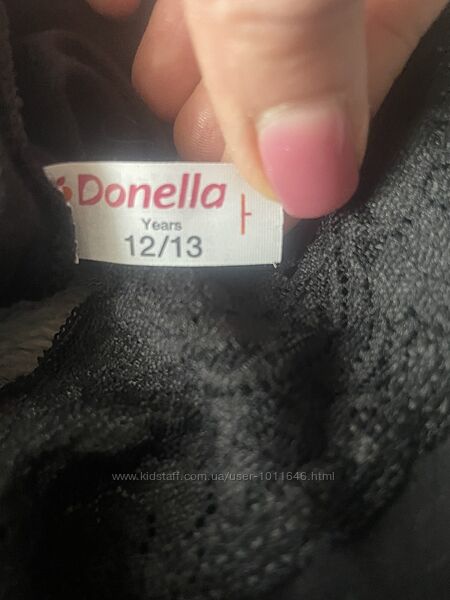 Donella
Years
12/13
www.kidstaff.com.ua/user-1011646.html